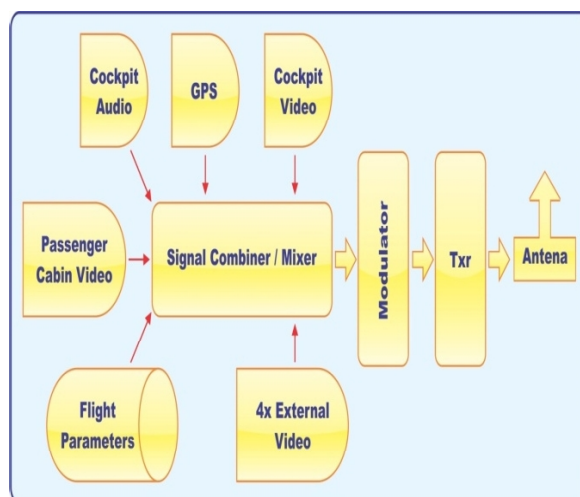 Cockpit
Audio
GPS
Cockpit
Video
Passenger
Cabin Video
Signal Combiner / Mixer
Modulator
Txr
Antena
Flight
Parameters
4x External
Video